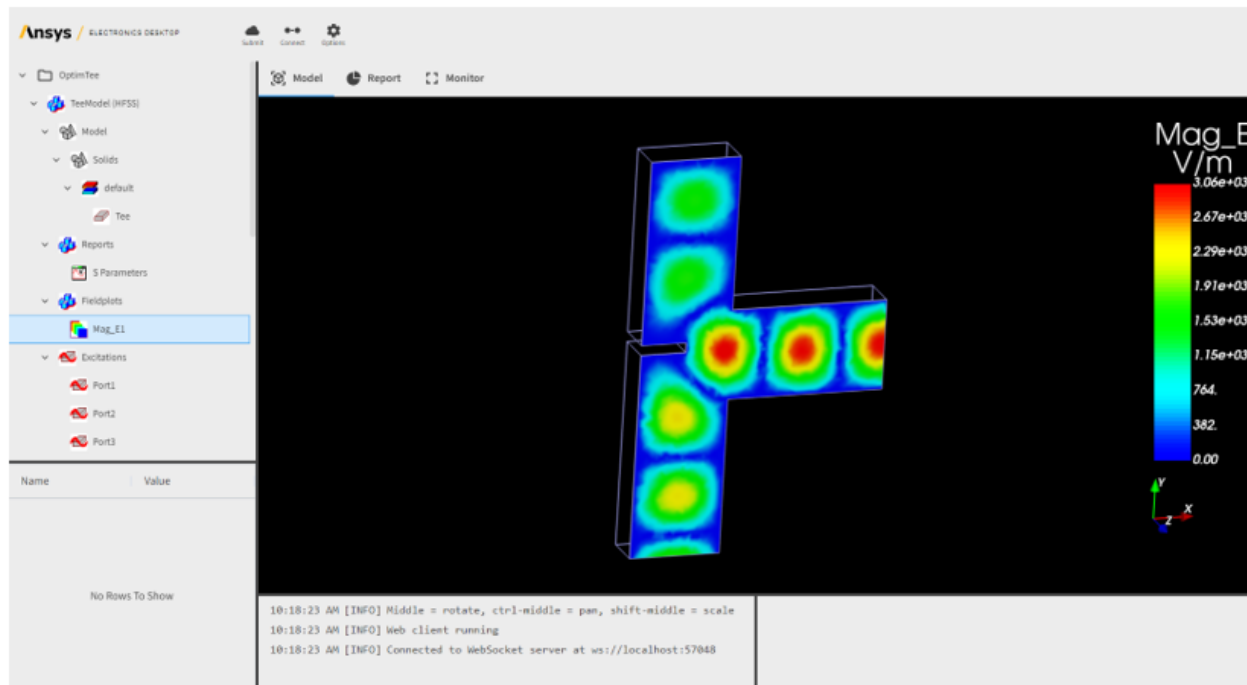 Ansys / ELECTRONICS DESKTOP
Submit
Connect
Options
OptimTee
TeeModel (HFSS)
Model
Solids
default
Tee
Reports
S Parameters
Fieldplots
Mag_E1
Excitations
Port1
Port2
Port3
Name Value
No Rows To Show
Model Report Monitor
Mag_E
V/m
3.06e+03
2.67e+03
2.29e+03
1.91e+03
1.53e+03
1.15e+03
764.
382.
0.00
Y
X
Z
10:18:23 AM [INFO] Middle = rotate, ctrl-middle = pan, shift-middle = scale
10:18:23 AM [INFO] Web client running
10:18:23 AM [INFO] Connected to WebSocket server at ws://localhost:57048